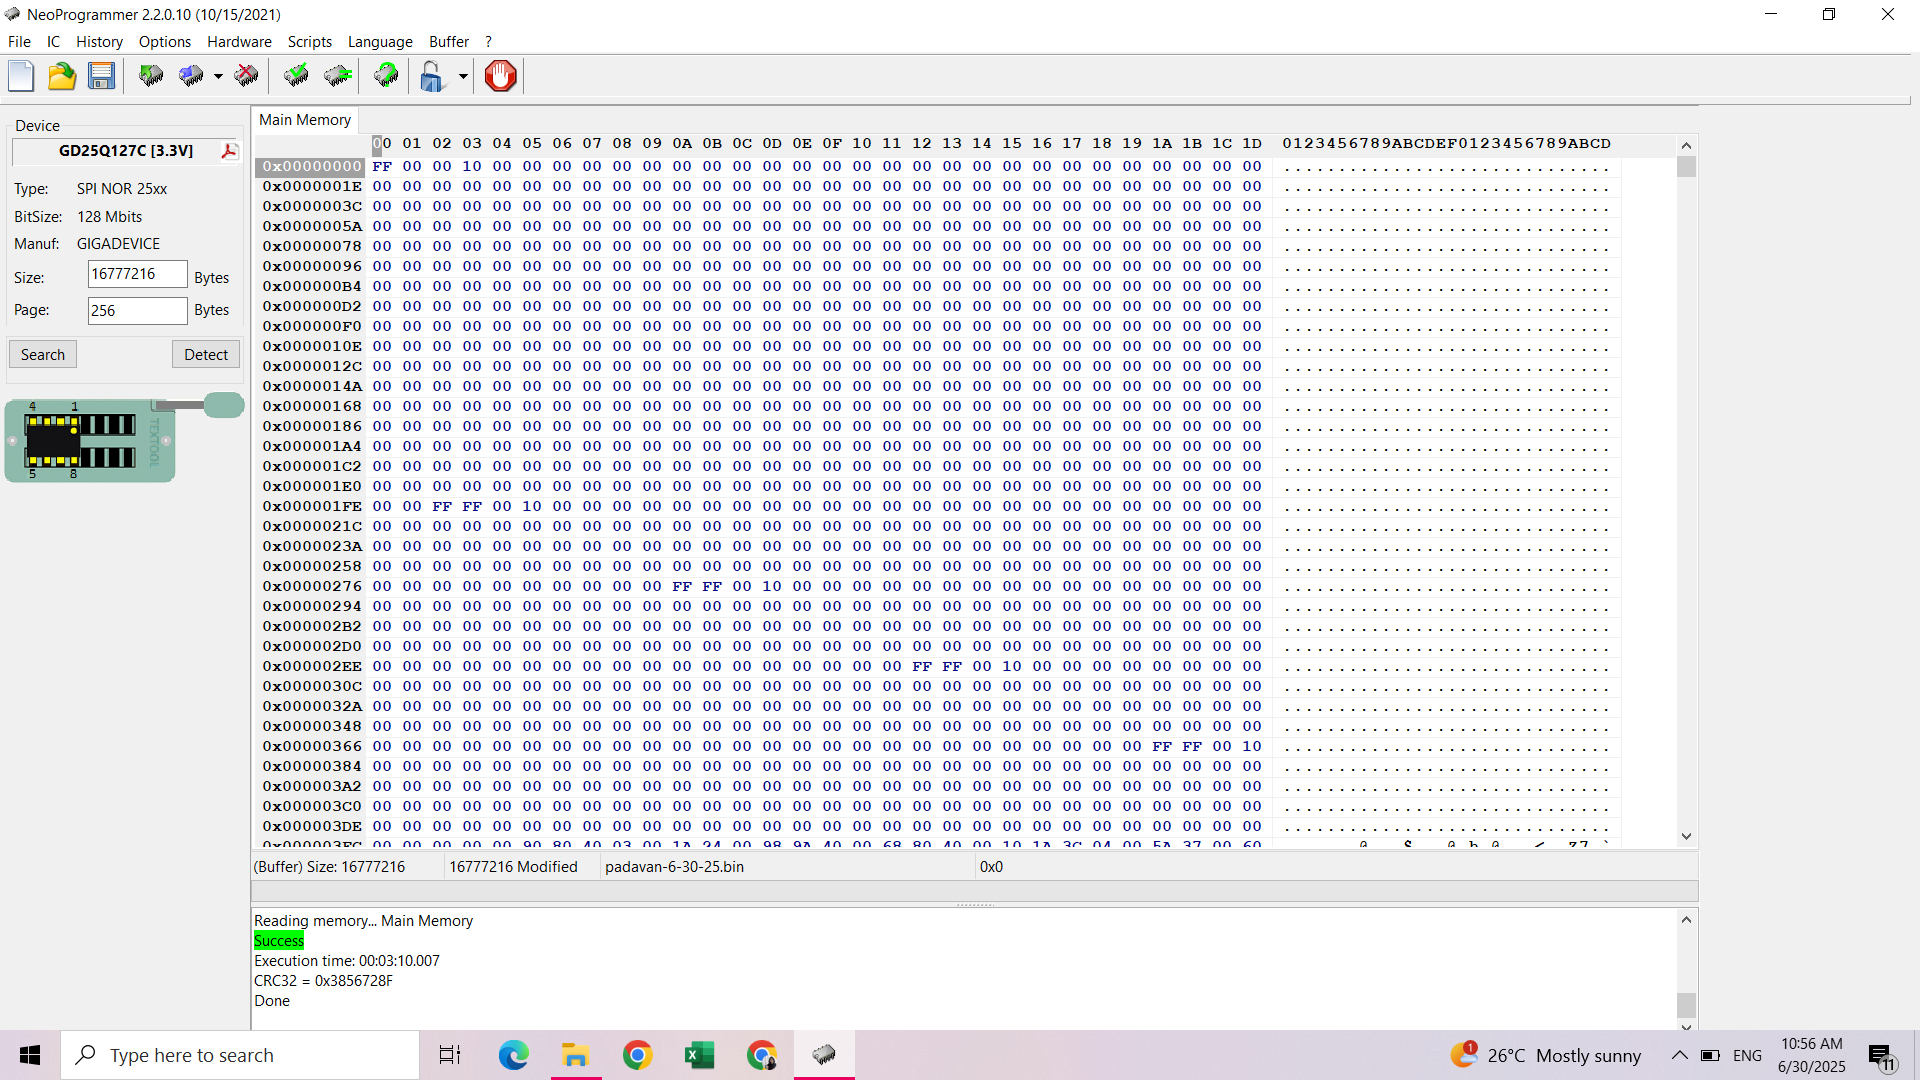 NeoProgrammer 2.2.0.10 (10/15/2021)
File IC History Options Hardware Scripts Language Buffer ?
Device
GD25Q127C [3.3V]
Type: SPI NOR 25xx
BitSize: 128 Mbits
Manuf: GIGADEVICE
Size: 16777216 Bytes
Page: 256 Bytes
Search Detect
4 1
TEXTOOL
5 8
Main Memory
00 01 02 03 04 05 06 07 08 09 0A 0B 0C 0D 0E 0F 10 11 12 13 14 15 16 17 18 19 1A 1B 1C 1D 0123456789ABCDEF0123456789ABCD
0x00000000 FF 00 00 10 00 00 00 00 00 00 00 00 00 00 00 00 00 00 00 00 00 00 00 00 00 00 00 00 00 00 ..............................
0x0000001E 00 00 00 00 00 00 00 00 00 00 00 00 00 00 00 00 00 00 00 00 00 00 00 00 00 00 00 00 00 00 ..............................
0x0000003C 00 00 00 00 00 00 00 00 00 00 00 00 00 00 00 00 00 00 00 00 00 00 00 00 00 00 00 00 00 00 ..............................
0x0000005A 00 00 00 00 00 00 00 00 00 00 00 00 00 00 00 00 00 00 00 00 00 00 00 00 00 00 00 00 00 00 ..............................
0x00000078 00 00 00 00 00 00 00 00 00 00 00 00 00 00 00 00 00 00 00 00 00 00 00 00 00 00 00 00 00 00 ..............................
0x00000096 00 00 00 00 00 00 00 00 00 00 00 00 00 00 00 00 00 00 00 00 00 00 00 00 00 00 00 00 00 00 ..............................
0x000000B4 00 00 00 00 00 00 00 00 00 00 00 00 00 00 00 00 00 00 00 00 00 00 00 00 00 00 00 00 00 00 ..............................
0x000000D2 00 00 00 00 00 00 00 00 00 00 00 00 00 00 00 00 00 00 00 00 00 00 00 00 00 00 00 00 00 00 ..............................
0x000000F0 00 00 00 00 00 00 00 00 00 00 00 00 00 00 00 00 00 00 00 00 00 00 00 00 00 00 00 00 00 00 ..............................
0x0000010E 00 00 00 00 00 00 00 00 00 00 00 00 00 00 00 00 00 00 00 00 00 00 00 00 00 00 00 00 00 00 ..............................
0x0000012C 00 00 00 00 00 00 00 00 00 00 00 00 00 00 00 00 00 00 00 00 00 00 00 00 00 00 00 00 00 00 ..............................
0x0000014A 00 00 00 00 00 00 00 00 00 00 00 00 00 00 00 00 00 00 00 00 00 00 00 00 00 00 00 00 00 00 ..............................
0x00000168 00 00 00 00 00 00 00 00 00 00 00 00 00 00 00 00 00 00 00 00 00 00 00 00 00 00 00 00 00 00 ..............................
0x00000186 00 00 00 00 00 00 00 00 00 00 00 00 00 00 00 00 00 00 00 00 00 00 00 00 00 00 00 00 00 00 ..............................
0x000001A4 00 00 00 00 00 00 00 00 00 00 00 00 00 00 00 00 00 00 00 00 00 00 00 00 00 00 00 00 00 00 ..............................
0x000001C2 00 00 00 00 00 00 00 00 00 00 00 00 00 00 00 00 00 00 00 00 00 00 00 00 00 00 00 00 00 00 ..............................
0x000001E0 00 00 00 00 00 00 00 00 00 00 00 00 00 00 00 00 00 00 00 00 00 00 00 00 00 00 00 00 00 00 ..............................
0x000001FE 00 00 FF FF 00 10 00 00 00 00 00 00 00 00 00 00 00 00 00 00 00 00 00 00 00 00 00 00 00 00 ..............................
0x0000021C 00 00 00 00 00 00 00 00 00 00 00 00 00 00 00 00 00 00 00 00 00 00 00 00 00 00 00 00 00 00 ..............................
0x0000023A 00 00 00 00 00 00 00 00 00 00 00 00 00 00 00 00 00 00 00 00 00 00 00 00 00 00 00 00 00 00 ..............................
0x00000258 00 00 00 00 00 00 00 00 00 00 00 00 00 00 00 00 00 00 00 00 00 00 00 00 00 00 00 00 00 00 ..............................
0x00000276 00 00 00 00 00 00 00 00 00 00 FF FF 00 10 00 00 00 00 00 00 00 00 00 00 00 00 00 00 00 00 ..............................
0x00000294 00 00 00 00 00 00 00 00 00 00 00 00 00 00 00 00 00 00 00 00 00 00 00 00 00 00 00 00 00 00 ..............................
0x000002B2 00 00 00 00 00 00 00 00 00 00 00 00 00 00 00 00 00 00 00 00 00 00 00 00 00 00 00 00 00 00 ..............................
0x000002D0 00 00 00 00 00 00 00 00 00 00 00 00 00 00 00 00 00 00 00 00 00 00 00 00 00 00 00 00 00 00 ..............................
0x000002EE 00 00 00 00 00 00 00 00 00 00 00 00 00 00 00 00 00 00 FF FF 00 10 00 00 00 00 00 00 00 00 ..............................
0x0000030C 00 00 00 00 00 00 00 00 00 00 00 00 00 00 00 00 00 00 00 00 00 00 00 00 00 00 00 00 00 00 ..............................
0x0000032A 00 00 00 00 00 00 00 00 00 00 00 00 00 00 00 00 00 00 00 00 00 00 00 00 00 00 00 00 00 00 ..............................
0x00000348 00 00 00 00 00 00 00 00 00 00 00 00 00 00 00 00 00 00 00 00 00 00 00 00 00 00 00 00 00 00 ..............................
0x00000366 00 00 00 00 00 00 00 00 00 00 00 00 00 00 00 00 00 00 00 00 00 00 00 00 00 00 FF FF 00 10 ..............................
0x00000384 00 00 00 00 00 00 00 00 00 00 00 00 00 00 00 00 00 00 00 00 00 00 00 00 00 00 00 00 00 00 ..............................
0x000003A2 00 00 00 00 00 00 00 00 00 00 00 00 00 00 00 00 00 00 00 00 00 00 00 00 00 00 00 00 00 00 ..............................
0x000003C0 00 00 00 00 00 00 00 00 00 00 00 00 00 00 00 00 00 00 00 00 00 00 00 00 00 00 00 00 00 00 ..............................
0x000003DE 00 00 00 00 00 00 00 00 00 00 00 00 00 00 00 00 00 00 00 00 00 00 00 00 00 00 00 00 00 00 ..............................
0x000003FC 00 00 00 00 00 90 80 40 03 00 1A 24 00 98 9A 40 00 68 80 40 00 10 1A 3C 04 00 5A 37 00 60
(Buffer) Size: 16777216 16777216 Modified padavan-6-30-25.bin 0x0
Reading memory... Main Memory
Success
Execution time: 00:03:10.007
CRC32 = 0x3856728F
Done
Type here to search
1 26°C Mostly sunny ENG 10:56 AM
6/30/2025
11